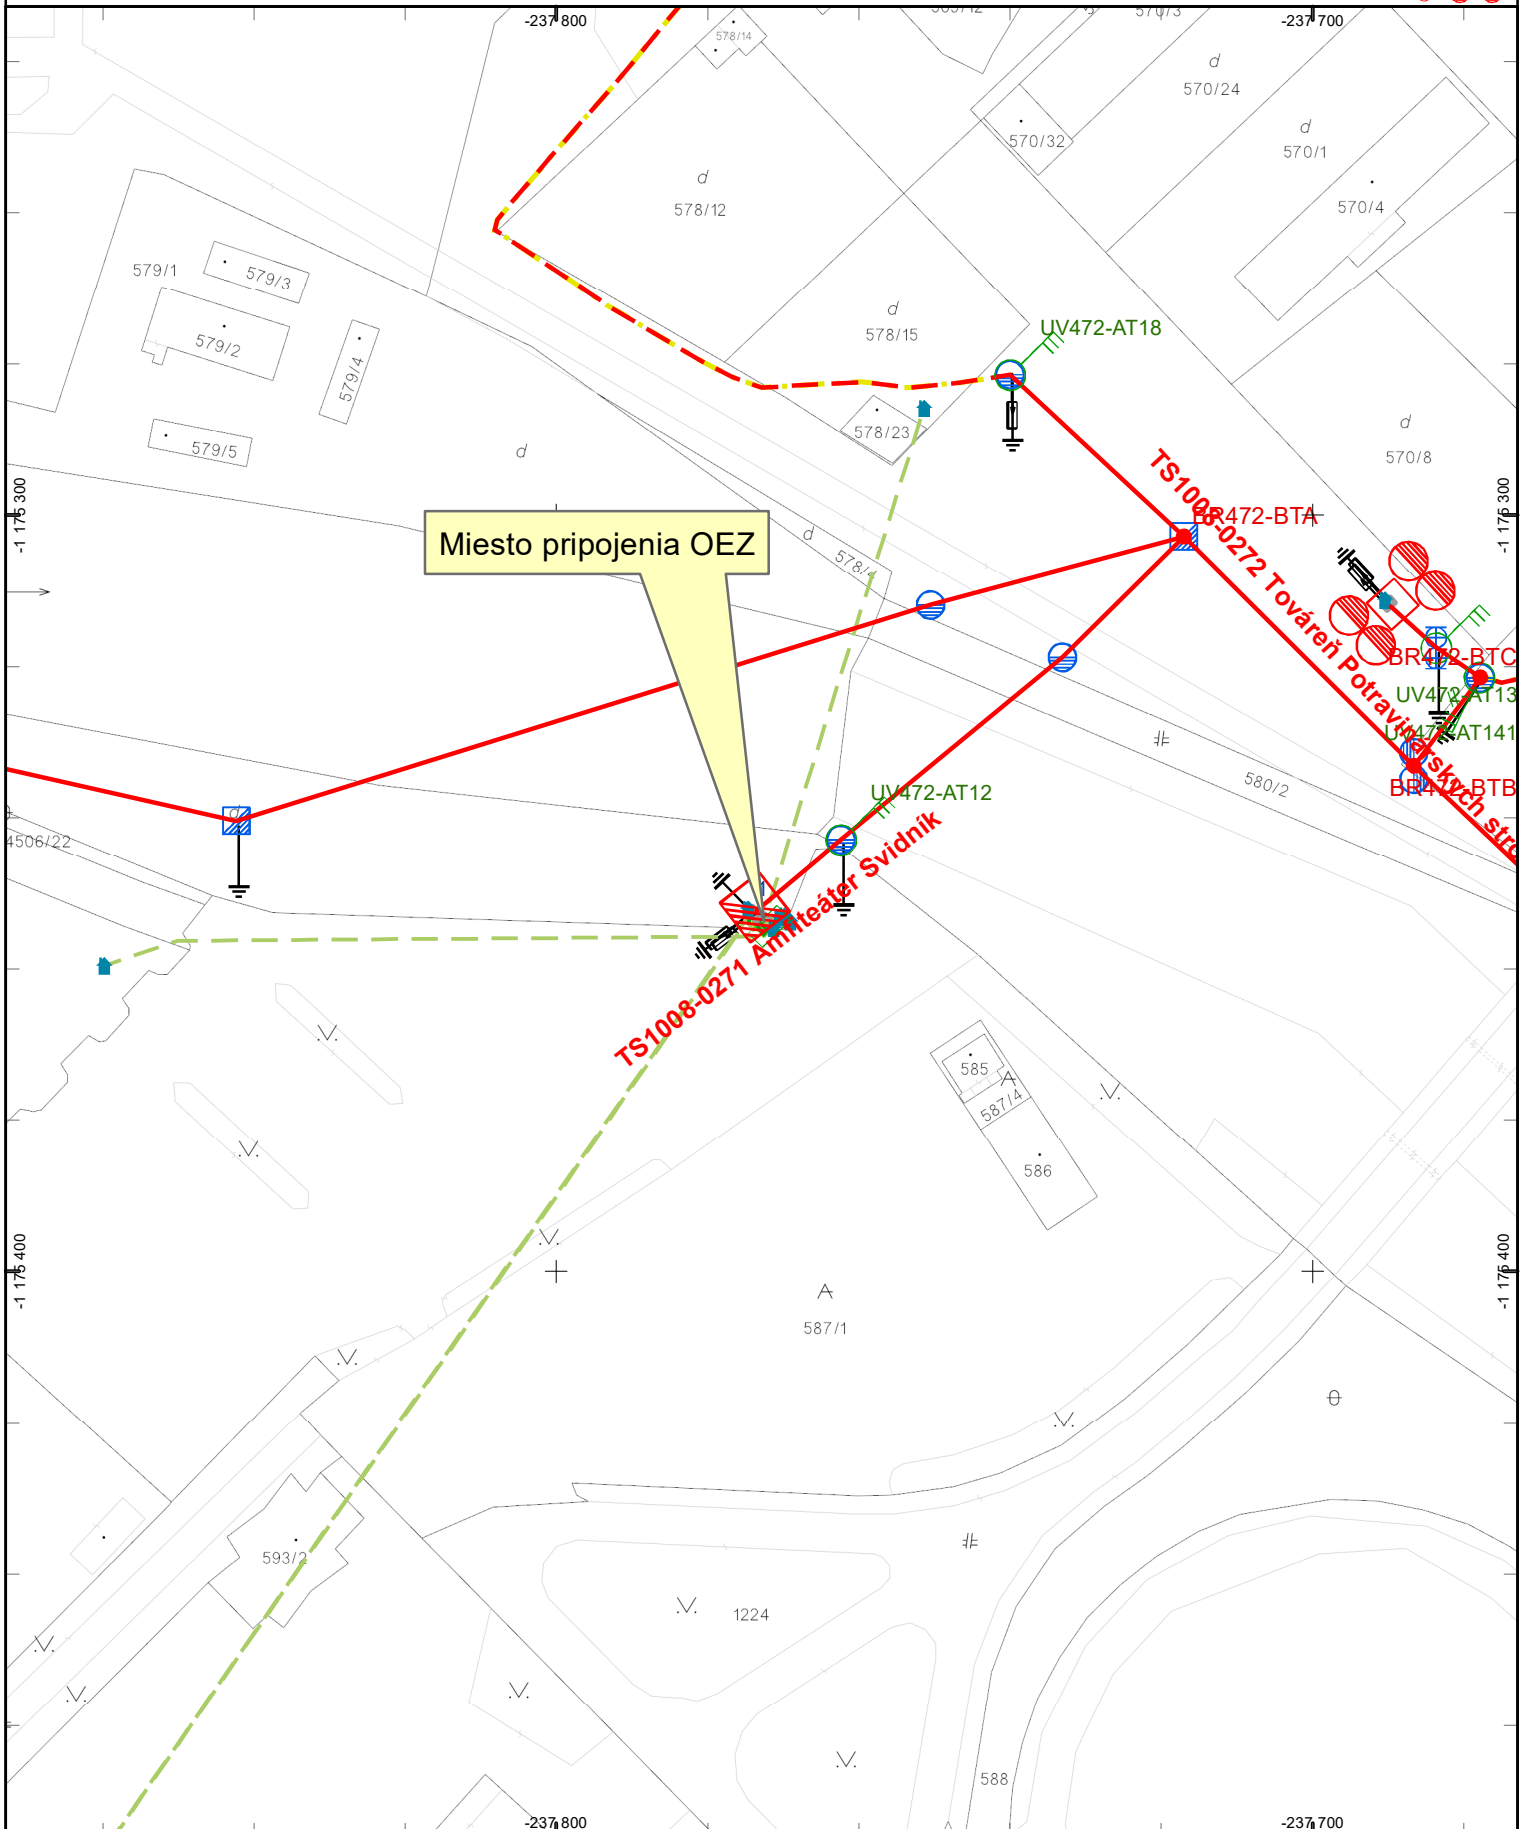 -237 800
-237 700
570/3
578/14
d
570/24
d
570/1
570/32
d
578/12
570/4
579/1
579/3
579/2
579/4
d
578/15
UV472-AT18
578/23
579/5
d
d
570/8
-1 175 300
-1 175 300
TS1008-0272 Továreň Potravinárskych stro
BR472-BTA
Miesto pripojenia OEZ
d
BR472-BTC
UV472-AT13
UV472-AT141
BR472-BTB
580/2
UV472-AT12
d
4506/22
TS1008-0271 Amfiteáter Svidník
585
587/4
586
-1 175 400
-1 175 400
587/1
593/2
1224
588
-237 800
-237 700